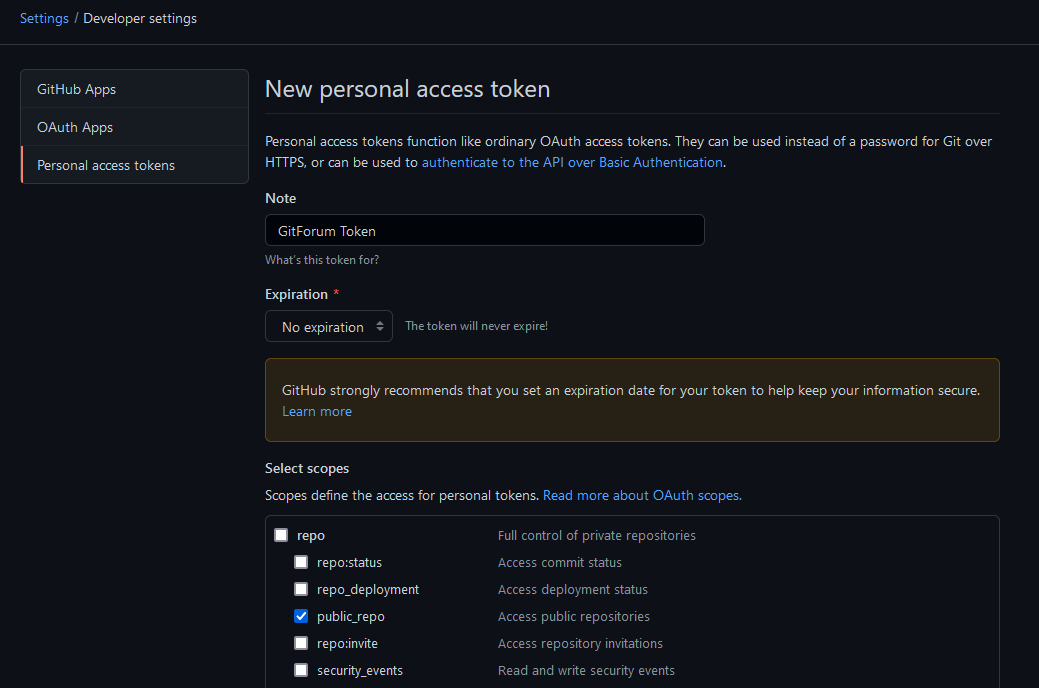 Settings / Developer settings
GitHub Apps
OAuth Apps
Personal access tokens
New personal access token
Personal access tokens function like ordinary OAuth access tokens. They can be used instead of a password for Git over
HTTPS, or can be used to authenticate to the API over Basic Authentication.
Note
GitForum Token
What's this token for?
Expiration *
No expiration The token will never expire!
GitHub strongly recommends that you set an expiration date for your token to help keep your information secure.
Learn more
Select scopes
Scopes define the access for personal tokens. Read more about OAuth scopes.
repo Full control of private repositories
repo:status Access commit status
repo_deployment Access deployment status
public_repo Access public repositories
repo:invite Access repository invitations
security_events Read and write security events